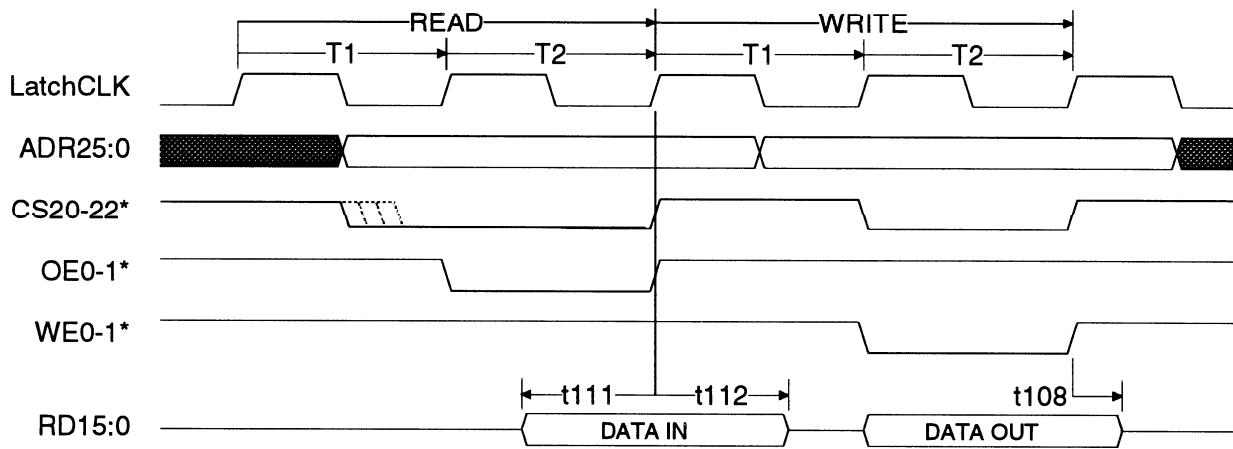 READ WRITE
T1 T2 T1 T2
LatchCLK
ADR25:0
CS20-22*
OE0-1*
WE0-1*
t111 t112 t108
RD15:0 DATA IN DATA OUT